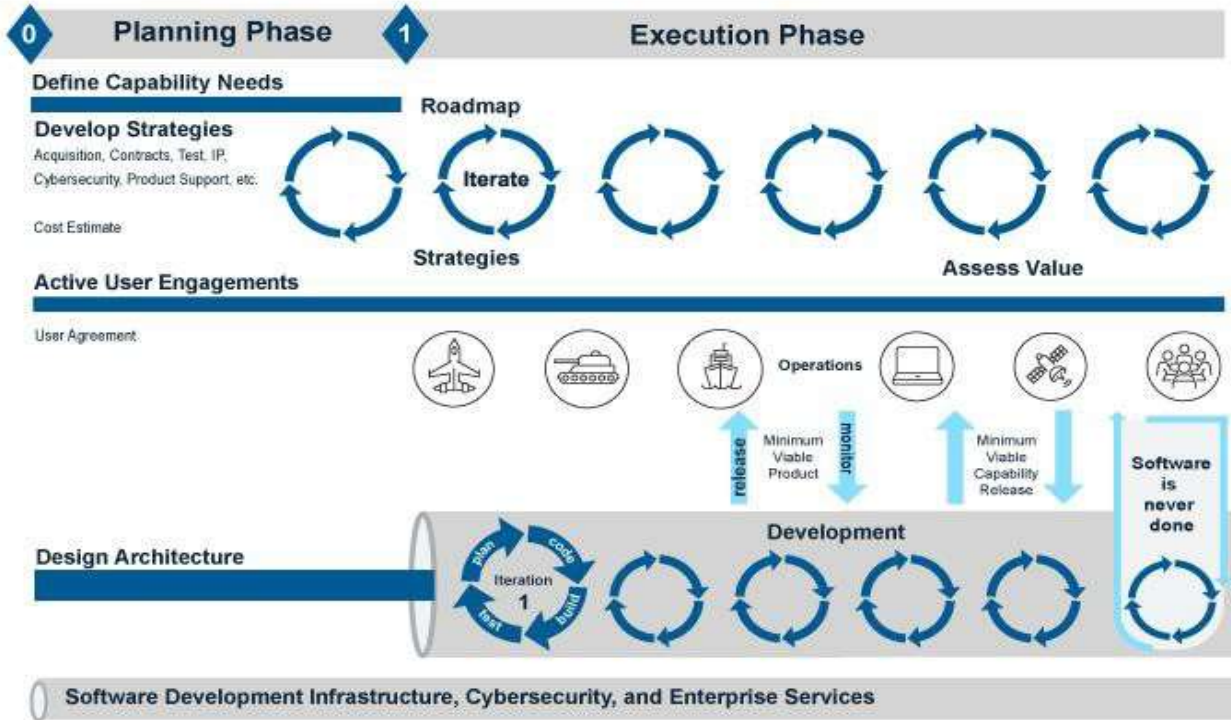 0
Planning Phase
1
Execution Phase
Define Capability Needs
Roadmap
Develop Strategies
Acquisition, Contracts, Test, IP,
Cybersecurity, Product Support, etc.
Iterate
Cost Estimate
Strategies
Assess Value
Active User Engagements
User Agreement
Operations
release
Minimum
Viable
Product
monitor
Minimum
Viable
Capability
Release
Software
is
never
done
Development
Design Architecture
plan
code
Iteration
1
test
build
Software Development Infrastructure, Cybersecurity, and Enterprise Services